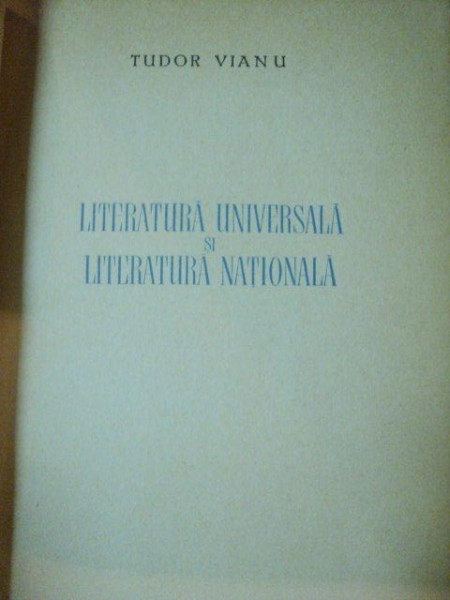 TUDOR VIANU
LITERATURĂ UNIVERSALĂ
ȘI
LITERATURĂ NAȚIONALĂ